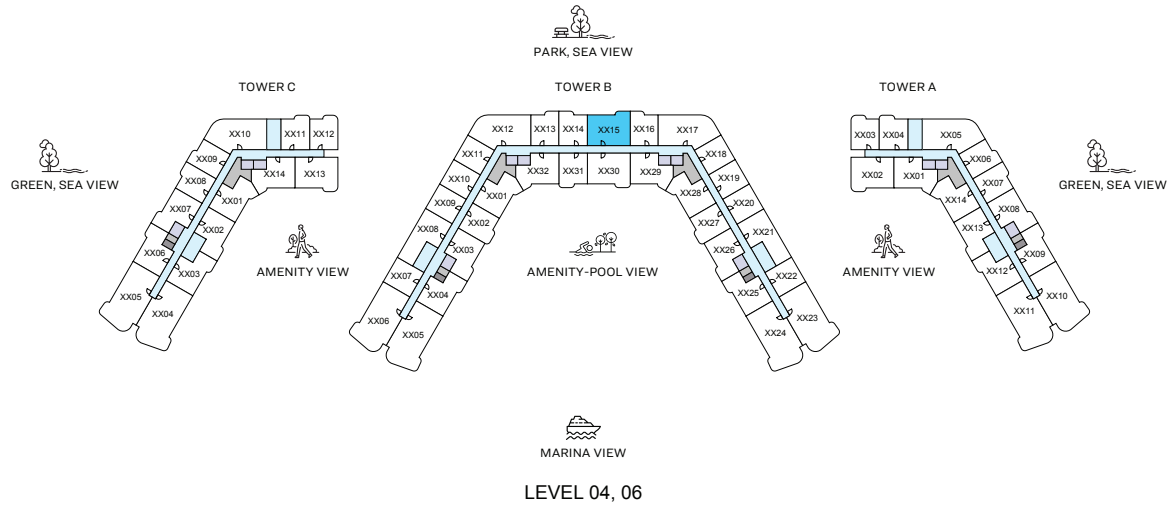 PARK, SEA VIEW
TOWER C
TOWER B
TOWER A
GREEN, SEA VIEW
GREEN, SEA VIEW
XX10
XX11
XX12
XX09
XX14
XX13
XX08
XX01
XX07
XX02
XX06
XX03
XX05
XX04
XX12
XX13
XX14
XX15
XX16
XX17
XX11
XX32
XX31
XX30
XX29
XX18
XX10
XX01
XX28
XX19
XX09
XX02
XX27
XX20
XX08
XX03
XX26
XX21
XX07
XX04
XX25
XX22
XX06
XX05
XX24
XX23
XX03
XX04
XX05
XX02
XX01
XX06
XX14
XX07
XX13
XX08
XX12
XX09
XX11
XX10
AMENITY VIEW
AMENITY-POOL VIEW
AMENITY VIEW
MARINA VIEW
LEVEL 04, 06